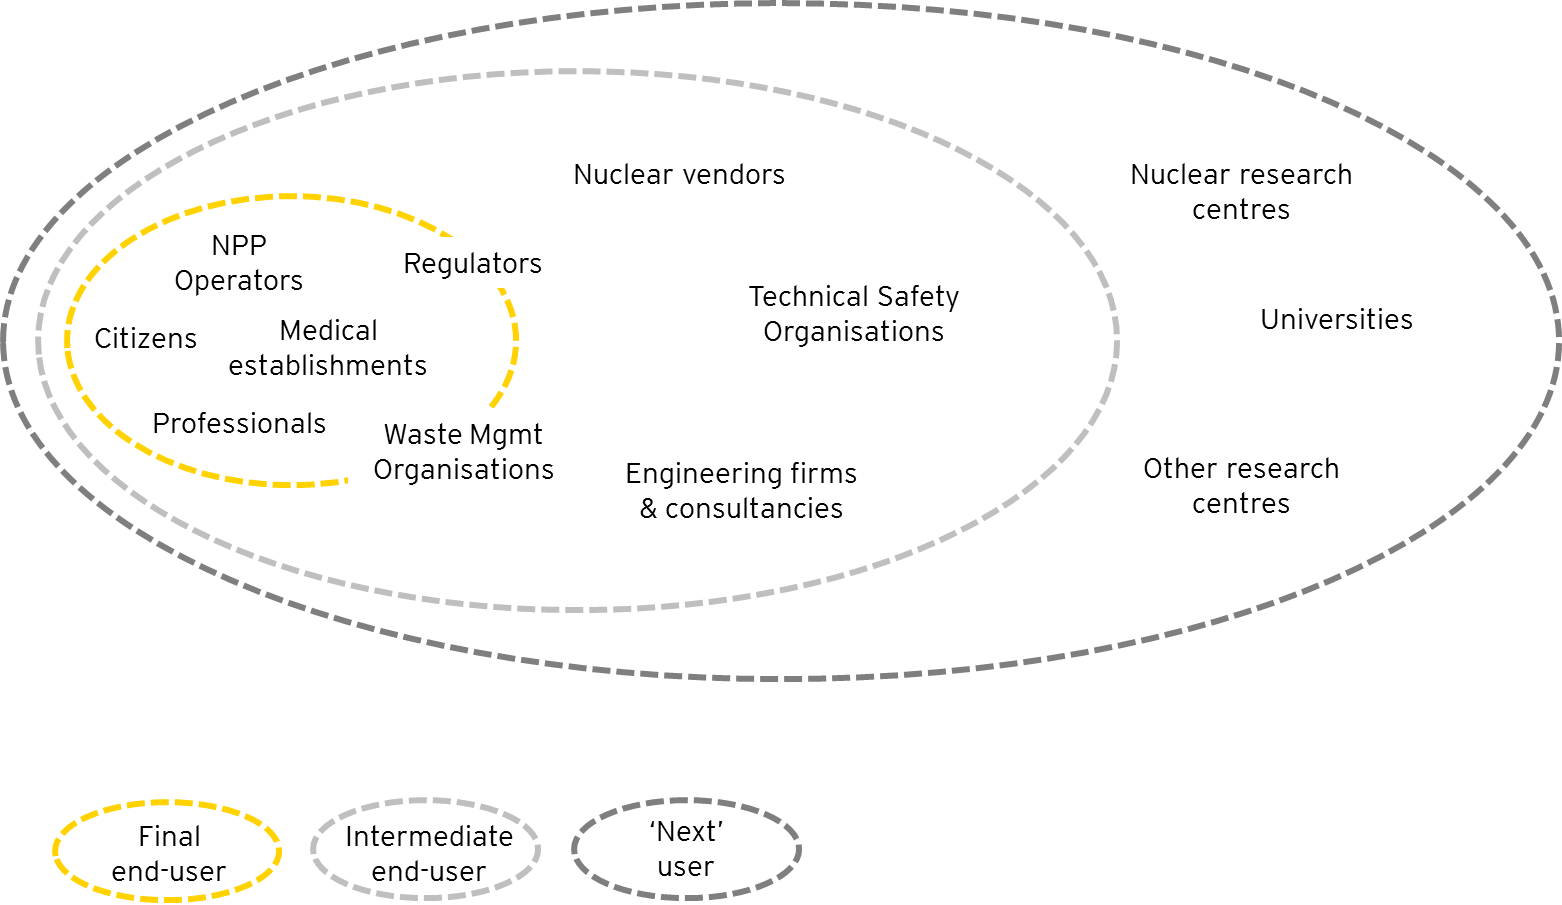 Nuclear vendors
Nuclear research
centres
NPP
Operators
Regulators
Technical Safety
Organisations
Universities
Citizens
Medical
establishments
Professionals
Waste Mgmt
Organisations
Engineering firms
& consultancies
Other research
centres
Final
end-user
Intermediate
end-user
‘Next’
user